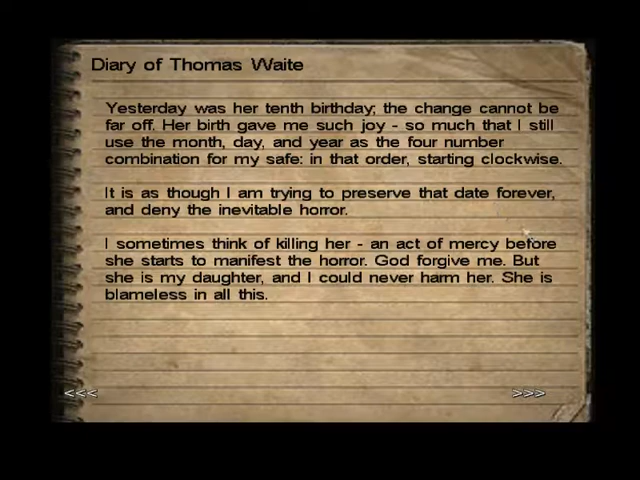 Diary of Thomas Waite
Yesterday was her tenth birthday; the change cannot be
far off. Her birth gave me such joy - so much that I still
use the month, day, and year as the four number
combination for my safe: in that order, starting clockwise.
It is as though I am trying to preserve that date forever,
and deny the inevitable horror.
I sometimes think of killing her - an act of mercy before
she starts to manifest the horror. God forgive me. But
she is my daughter, and I could never harm her. She is
blameless in all this.
<<< >>>